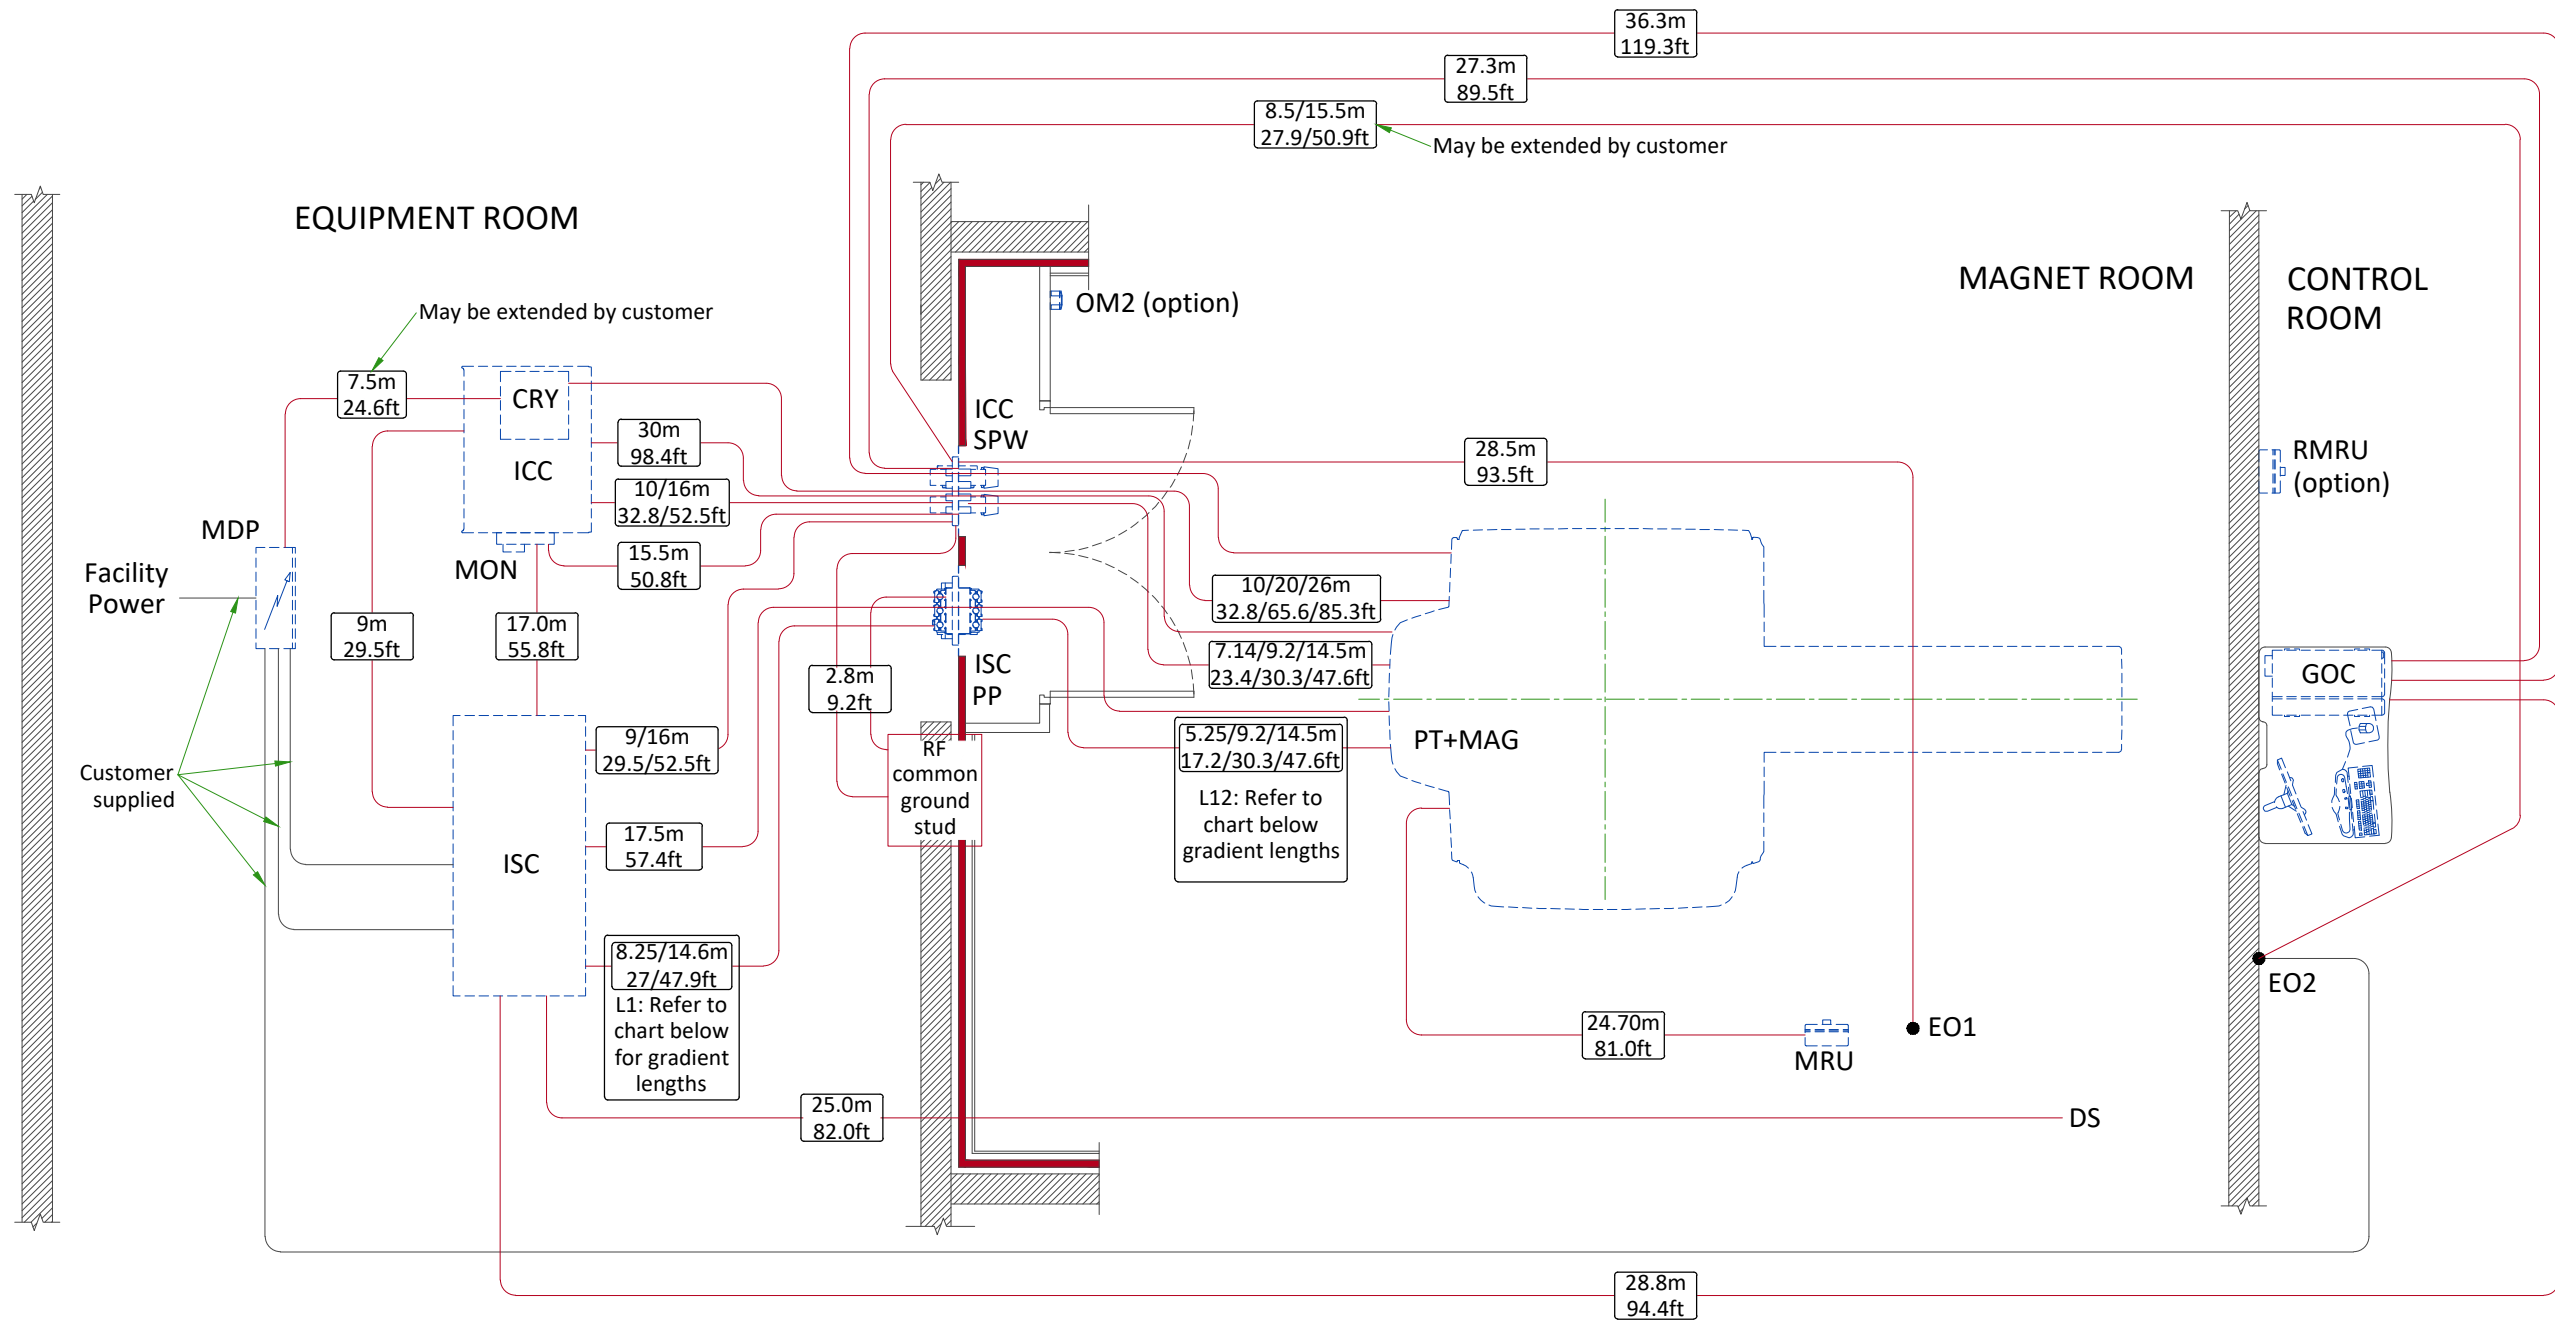 36.3m
119.3ft
27.3m
89.5ft
8.5/15.5m
27.9/50.9ft
May be extended by customer
EQUIPMENT ROOM
MAGNET ROOM
CONTROL
ROOM
OM2 (option)
May be extended by customer
7.5m
24.6ft
CRY
ICC
ICC
SPW
30m
98.4ft
28.5m
93.5ft
RMRU
(option)
10/16m
32.8/52.5ft
MDP
MON
15.5m
50.8ft
Facility
Power
10/20/26m
32.8/65.6/85.3ft
9m
29.5ft
17.0m
55.8ft
7.14/9.2/14.5m
23.4/30.3/47.6ft
2.8m
9.2ft
ISC
PP
GOC
9/16m
29.5/52.5ft
RF
common
ground
stud
5.25/9.2/14.5m
17.2/30.3/47.6ft
L12: Refer to
chart below
gradient lengths
PT+MAG
Customer
supplied
17.5m
57.4ft
ISC
8.25/14.6m
27/47.9ft
L1: Refer to
chart below
for gradient
lengths
EO2
24.70m
81.0ft
MRU
EO1
25.0m
82.0ft
DS
28.8m
94.4ft